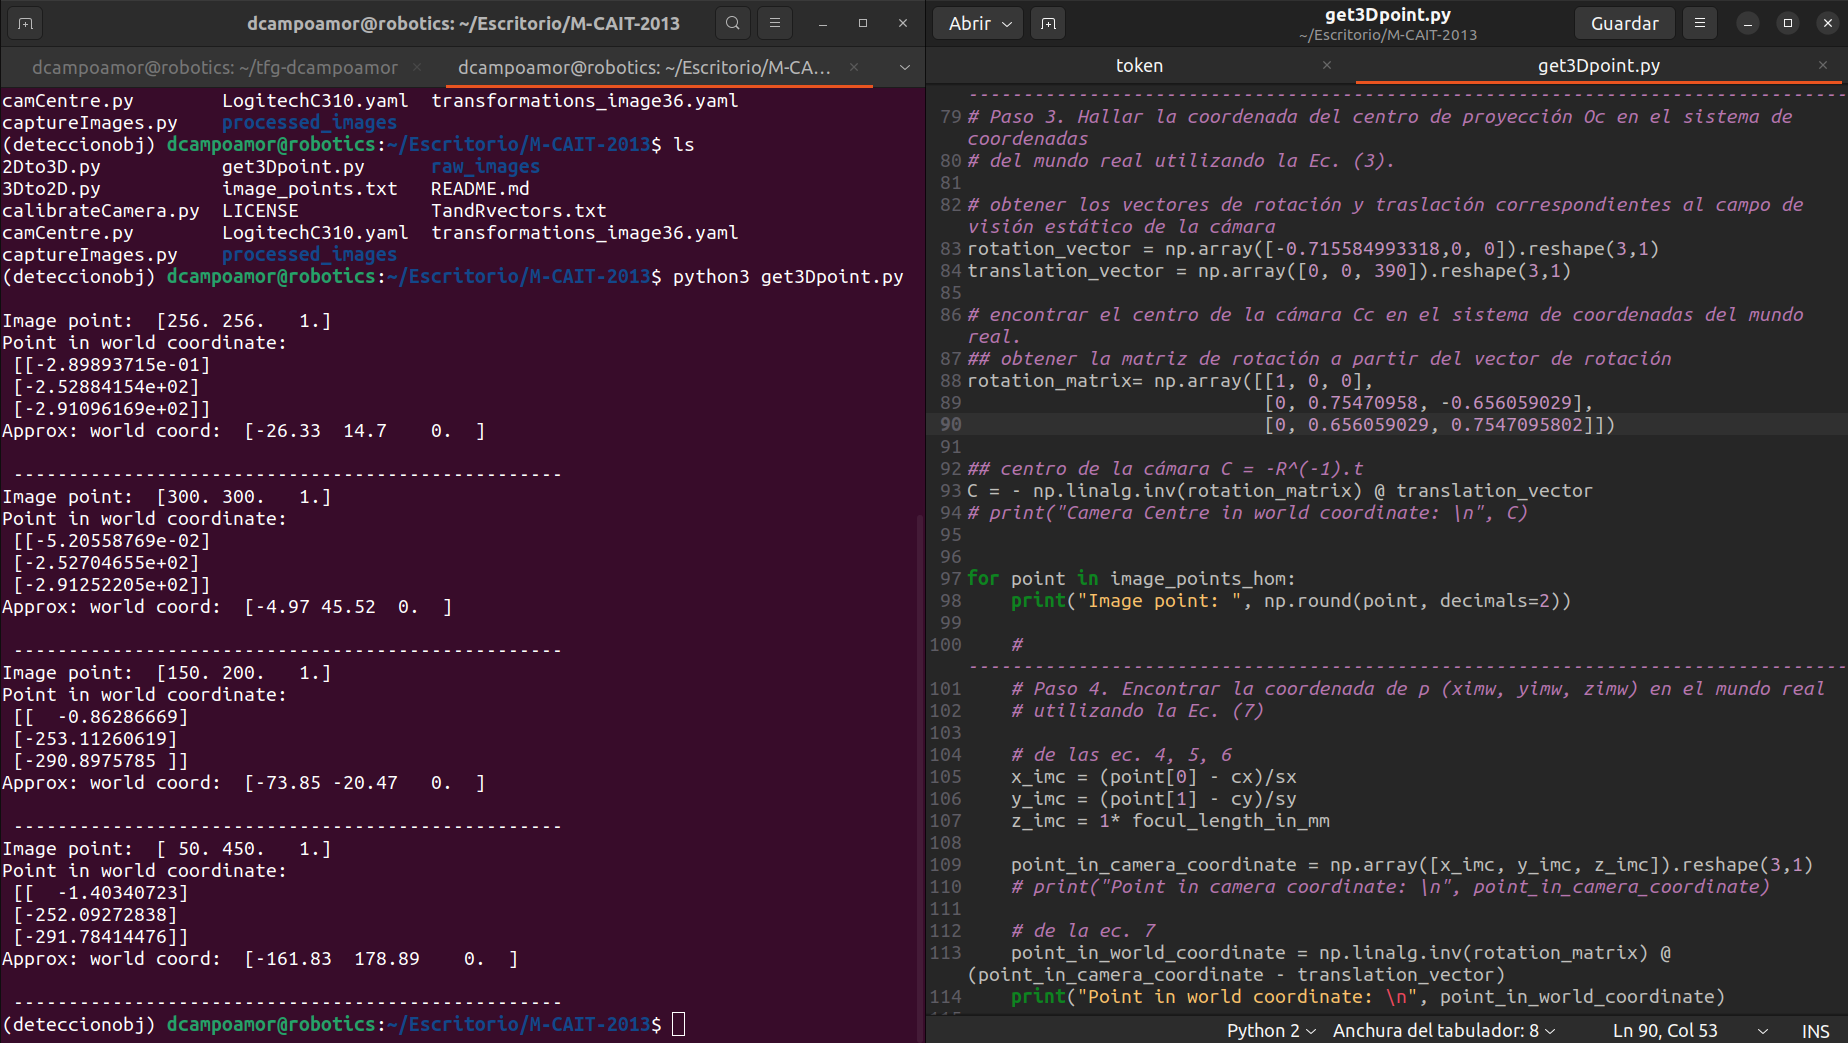 dcampoamor@robotics: ~/Escritorio/M-CAIT-2013
dcampoamor@robotics: ~/tfg-dcampoamor × dcampoamor@robotics: ~/Escritorio/M-CA... ×
camCentre.py        LogitechC310.yaml  transformations_image36.yaml
captureImages.py    processed_images
(deteccionobj) dcampoamor@robotics:~/Escritorio/M-CAIT-2013$ ls
2Dto3D.py           get3Dpoint.py      raw_images
3Dto2D.py           image_points.txt   README.md
calibrateCamera.py  LICENSE            TandRvectors.txt
camCentre.py        LogitechC310.yaml  transformations_image36.yaml
captureImages.py    processed_images
(deteccionobj) dcampoamor@robotics:~/Escritorio/M-CAIT-2013$ python3 get3Dpoint.py
Image point:  [256. 256.   1.]
Point in world coordinate:
 [[-2.89893715e-01]
 [-2.52884154e+02]
 [-2.91096169e+02]]
Approx: world coord:  [-26.33  14.7    0.  ]
 --------------------------------------------------
Image point:  [300. 300.   1.]
Point in world coordinate:
 [[-5.20558769e-02]
 [-2.52704655e+02]
 [-2.91252205e+02]]
Approx: world coord:  [-4.97 45.52  0.  ]
 --------------------------------------------------
Image point:  [150. 200.   1.]
Point in world coordinate:
 [[  -0.86286669]
 [-253.11260619]
 [-290.8975785 ]]
Approx: world coord:  [-73.85 -20.47   0.  ]
 --------------------------------------------------
Image point:  [ 50. 450.   1.]
Point in world coordinate:
 [[  -1.40340723]
 [-252.09272838]
 [-291.78414476]]
Approx: world coord:  [-161.83  178.89    0.  ]
 --------------------------------------------------
(deteccionobj) dcampoamor@robotics:~/Escritorio/M-CAIT-2013$
Abrir
get3Dpoint.py
~/Escritorio/M-CAIT-2013
Guardar
token × get3Dpoint.py ×
--------------------------------------------------------------------------------
79 # Paso 3. Hallar la coordenada del centro de proyección Oc en el sistema de
coordenadas
80 # del mundo real utilizando la Ec. (3).
81
82 # obtener los vectores de rotación y traslación correspondientes al campo de
visión estático de la cámara
83 rotation_vector = np.array([-0.715584993318,0, 0]).reshape(3,1)
84 translation_vector = np.array([0, 0, 390]).reshape(3,1)
85
86 # encontrar el centro de la cámara Cc en el sistema de coordenadas del mundo
real.
87 ## obtener la matriz de rotación a partir del vector de rotación
88 rotation_matrix= np.array([[1, 0, 0],
89                            [0, 0.75470958, -0.656059029],
90                            [0, 0.656059029, 0.7547095802]])
91
92 ## centro de la cámara C = -R^(-1).t
93 C = - np.linalg.inv(rotation_matrix) @ translation_vector
94 # print("Camera Centre in world coordinate: \n", C)
95
96
97 for point in image_points_hom:
98     print("Image point: ", np.round(point, decimals=2))
99
100     #
--------------------------------------------------------------------------------
101     # Paso 4. Encontrar la coordenada de p (ximw, yimw, zimw) en el mundo real
102     # utilizando la Ec. (7)
103
104     # de las ec. 4, 5, 6
105     x_imc = (point[0] - cx)/sx
106     y_imc = (point[1] - cy)/sy
107     z_imc = 1* focul_length_in_mm
108
109     point_in_camera_coordinate = np.array([x_imc, y_imc, z_imc]).reshape(3,1)
110     # print("Point in camera coordinate: \n", point_in_camera_coordinate)
111
112     # de la ec. 7
113     point_in_world_coordinate = np.linalg.inv(rotation_matrix) @
(point_in_camera_coordinate - translation_vector)
114     print("Point in world coordinate: \n", point_in_world_coordinate)
Python 2 Anchura del tabulador: 8 Ln 90, Col 53 INS